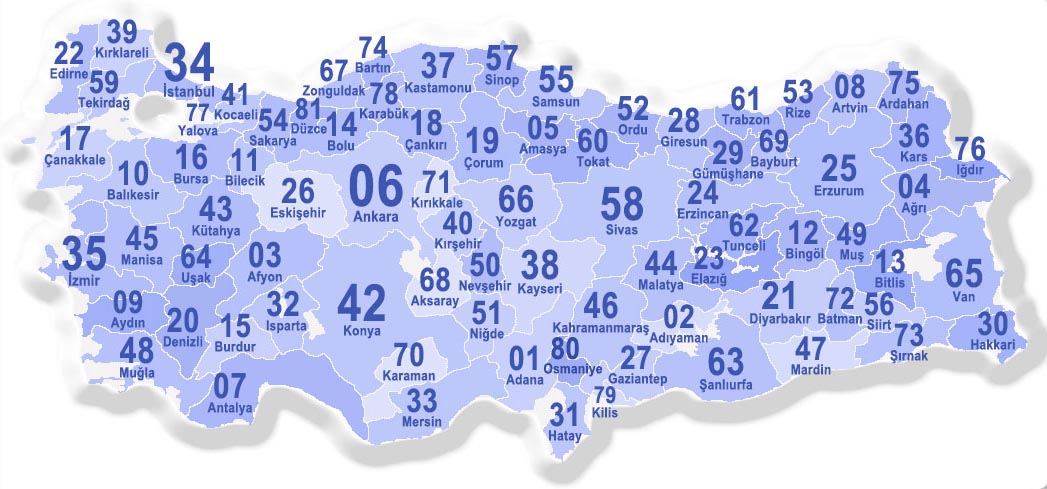 39
Kırklareli
22
Edirne
59
Tekirdağ
34
İstanbul
77
Yalova
41
Kocaeli
54
Sakarya
81
Düzce
67
Zonguldak
74
Bartın
78
Karabük
37
Kastamonu
57
Sinop
55
Samsun
52
Ordu
28
Giresun
61
Trabzon
53
Rize
08
Artvin
75
Ardahan
17
Çanakkale
10
Balıkesir
16
Bursa
11
Bilecik
14
Bolu
18
Çankırı
19
Çorum
05
Amasya
60
Tokat
29
Gümüşhane
69
Bayburt
25
Erzurum
36
Kars
76
Iğdır
04
Ağrı
26
Eskişehir
06
Ankara
71
Kırıkkale
66
Yozgat
58
Sivas
24
Erzincan
62
Tunceli
12
Bingöl
49
Muş
13
Bitlis
65
Van
43
Kütahya
40
Kırşehir
35
İzmir
45
Manisa
64
Uşak
03
Afyon
68
Aksaray
50
Nevşehir
38
Kayseri
44
Malatya
23
Elazığ
09
Aydın
20
Denizli
15
Burdur
32
Isparta
42
Konya
51
Niğde
46
Kahramanmaraş
02
Adıyaman
21
Diyarbakır
72
Batman
56
Siirt
73
Şırnak
30
Hakkari
48
Muğla
07
Antalya
70
Karaman
33
Mersin
01
Adana
80
Osmaniye
27
Gaziantep
79
Kilis
31
Hatay
63
Şanlıurfa
47
Mardin